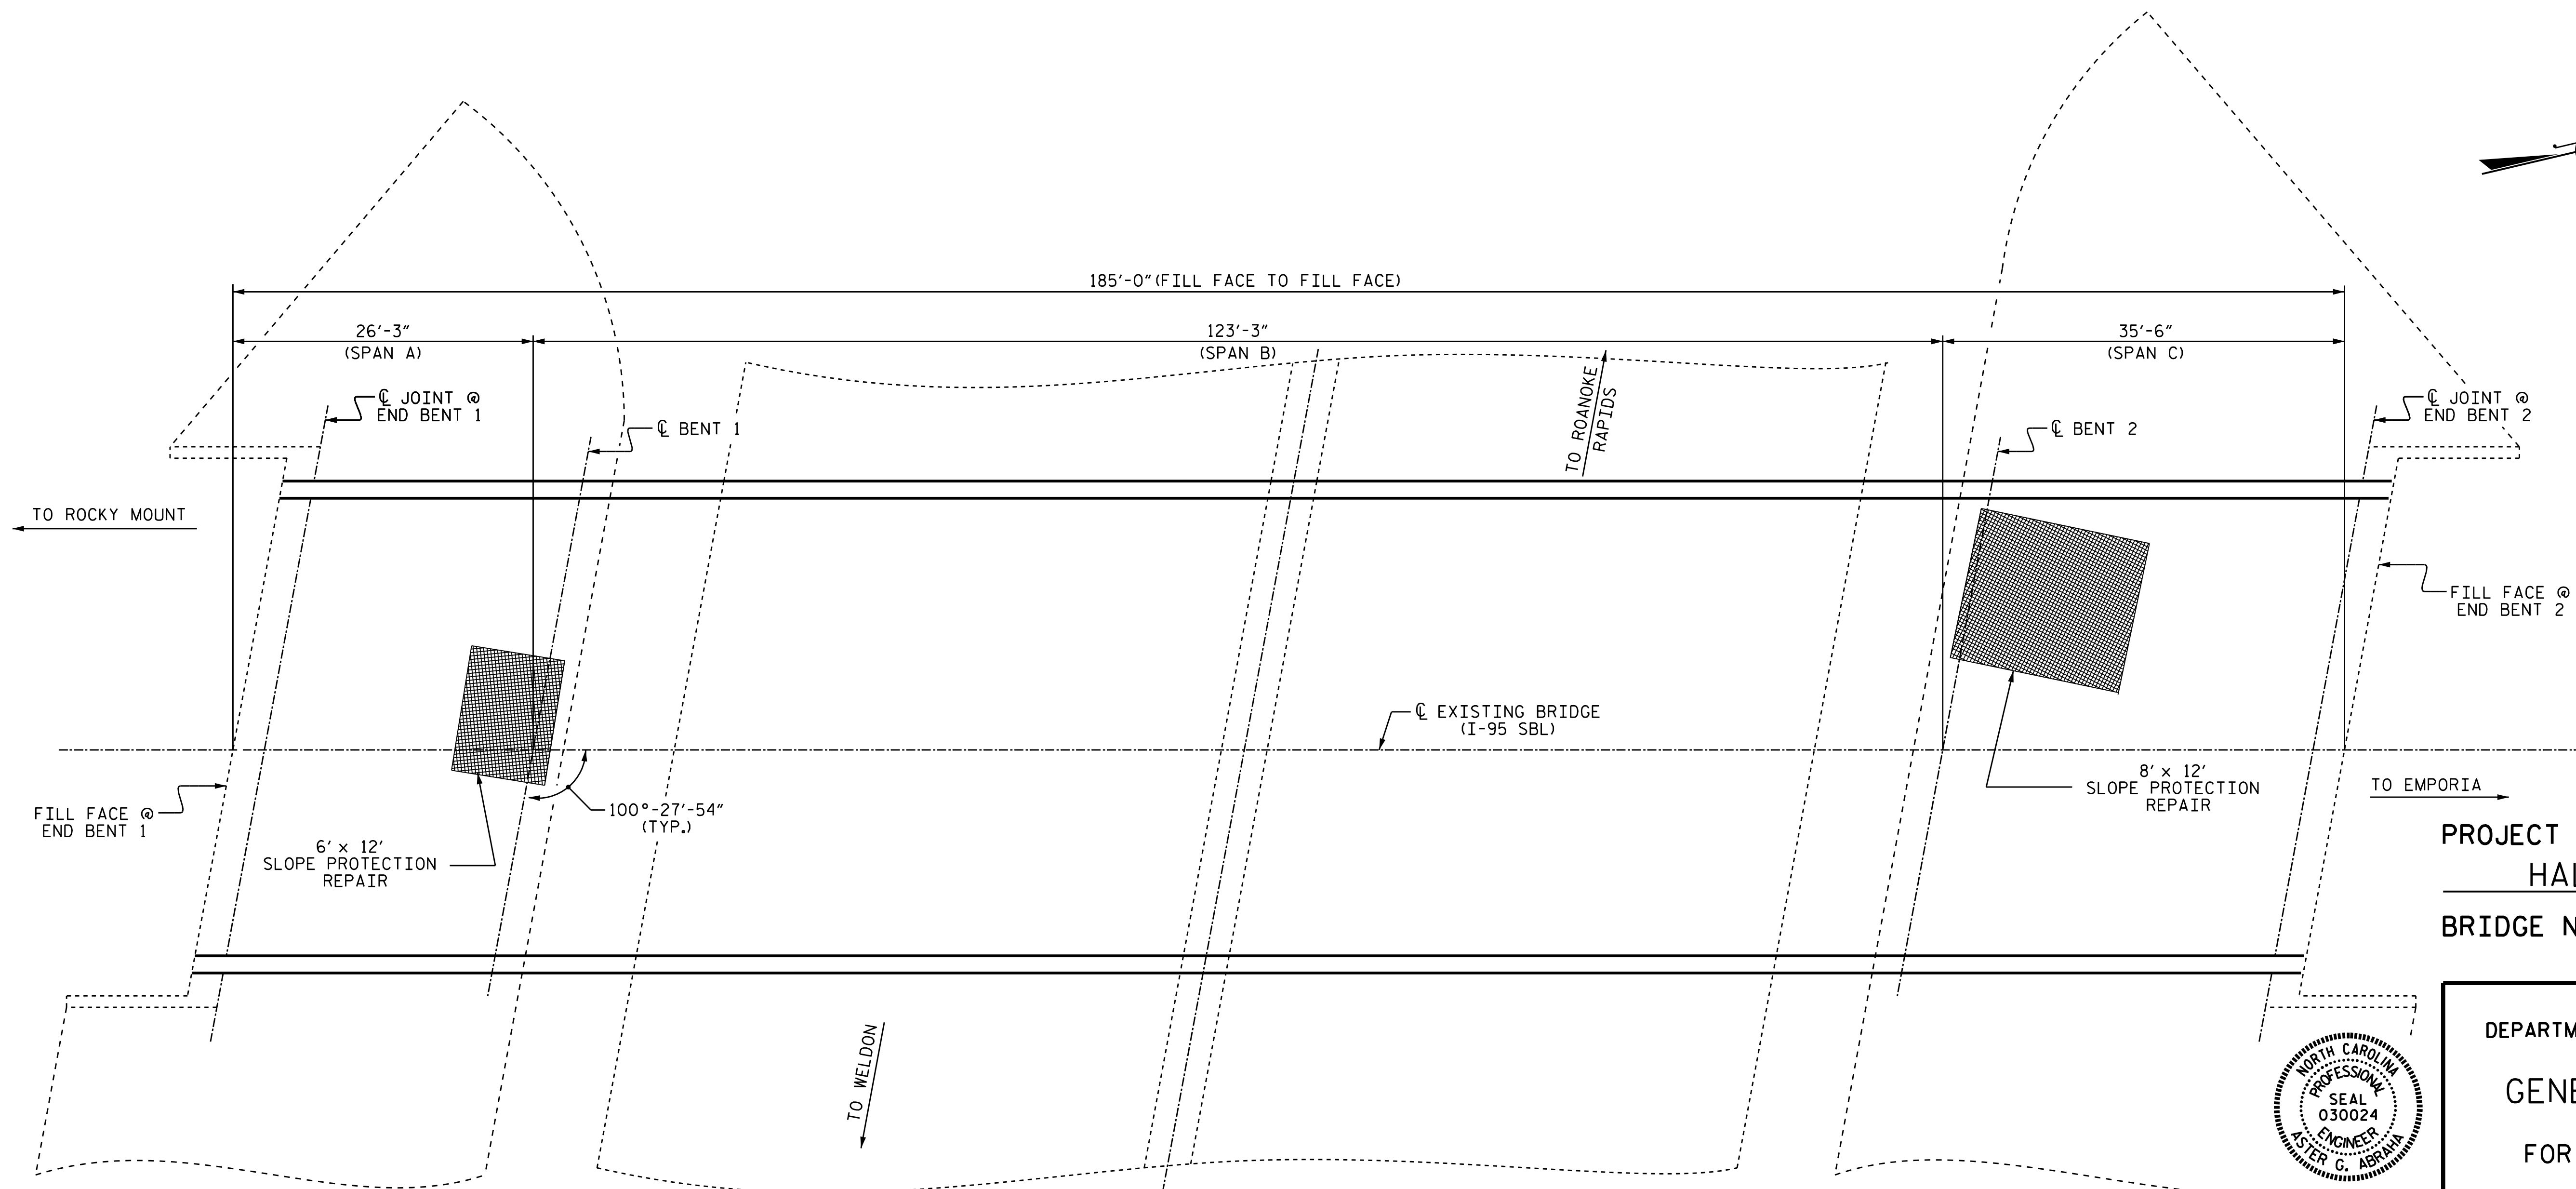 185'-0" (FILL FACE TO FILL FACE)
26'-3"
(SPAN A)
123'-3"
(SPAN B)
35'-6"
(SPAN C)
℄ JOINT @
END BENT 1
℄ BENT 1
TO ROANOKE
RAPIDS
℄ BENT 2
℄ JOINT @
END BENT 2
TO ROCKY MOUNT
FILL FACE @
END BENT 2
℄ EXISTING BRIDGE
(I-95 SBL)
FILL FACE @
END BENT 1
100°-27'-54"
(TYP.)
6' x 12'
SLOPE PROTECTION
REPAIR
8' x 12'
SLOPE PROTECTION
REPAIR
TO EMPORIA
PROJECT
HAL
BRIDGE N
TO WELDON
NORTH CAROLINA
PROFESSIONAL
SEAL
030024
ENGINEER
ASTER G. ABRAHA
DEPARTM
GENE
FOR